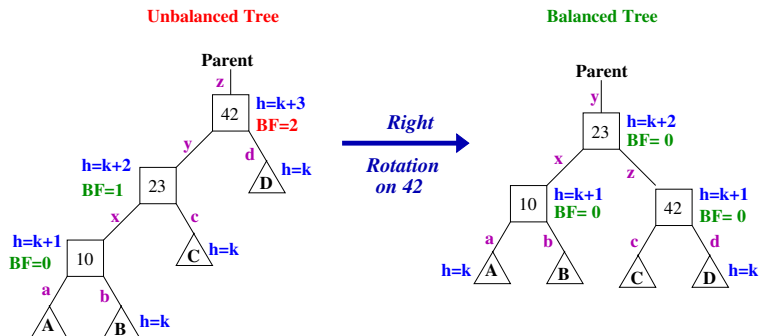 Unbalanced Tree
Balanced Tree
Parent
z
42
h=k+3
BF=2
y
d
h=k+2
BF=1
23
D
h=k
x
c
h=k+1
BF=0
10
C
h=k
a
b
A
B
h=k
Right
Rotation
on 42
Parent
y
23
h=k+2
BF= 0
x
z
10
h=k+1
BF= 0
42
h=k+1
BF= 0
a
b
c
d
h=k
A
B
C
D
h=k